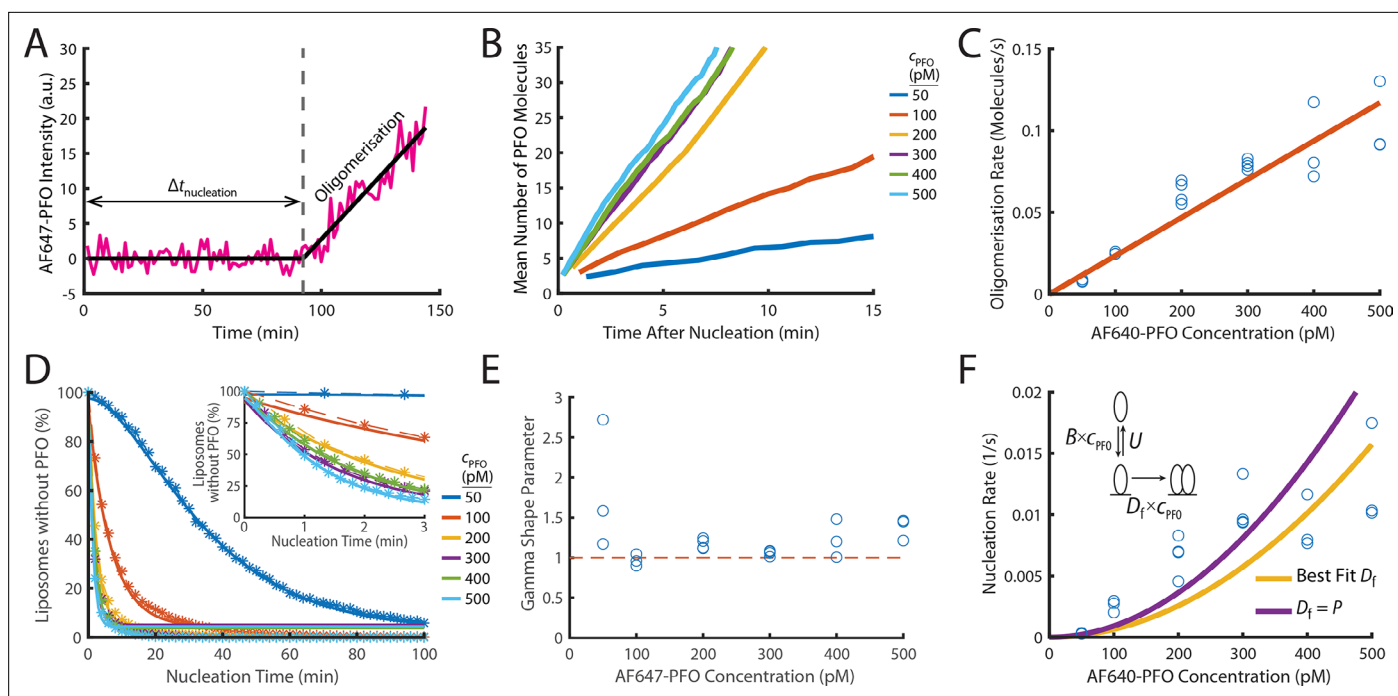 A
AF647-PFO Intensity (a.u.)
30
25
20
15
10
5
0
-5
Δt nucleation
Oligomerisation
0 50 100 150
Time (min)
B
Mean Number of PFO Molecules
35
30
25
20
15
10
5
0
0 5 10 15
Time After Nucleation (min)
cPFO
(pM)
50
100
200
300
400
500
C
Oligomerisation Rate (Molecules/s)
0.15
0.1
0.05
0
0 100 200 300 400 500
AF640-PFO Concentration (pM)
D
Liposomes without PFO (%)
100
80
60
40
20
0
0 20 40 60 80 100
Nucleation Time (min)
Liposomes
without PFO (%)
100
75
50
25
0
0 1 2 3
Nucleation Time (min)
cPFO
(pM)
50
100
200
300
400
500
E
Gamma Shape Parameter
3
2.5
2
1.5
1
0.5
0
0 100 200 300 400 500
AF647-PFO Concentration (pM)
F
Nucleation Rate (1/s)
0.02
0.015
0.01
0.005
0
B×cPFO
U
Df×cPFO
Best Fit Df
Df = P
0 100 200 300 400 500
AF640-PFO Concentration (pM)